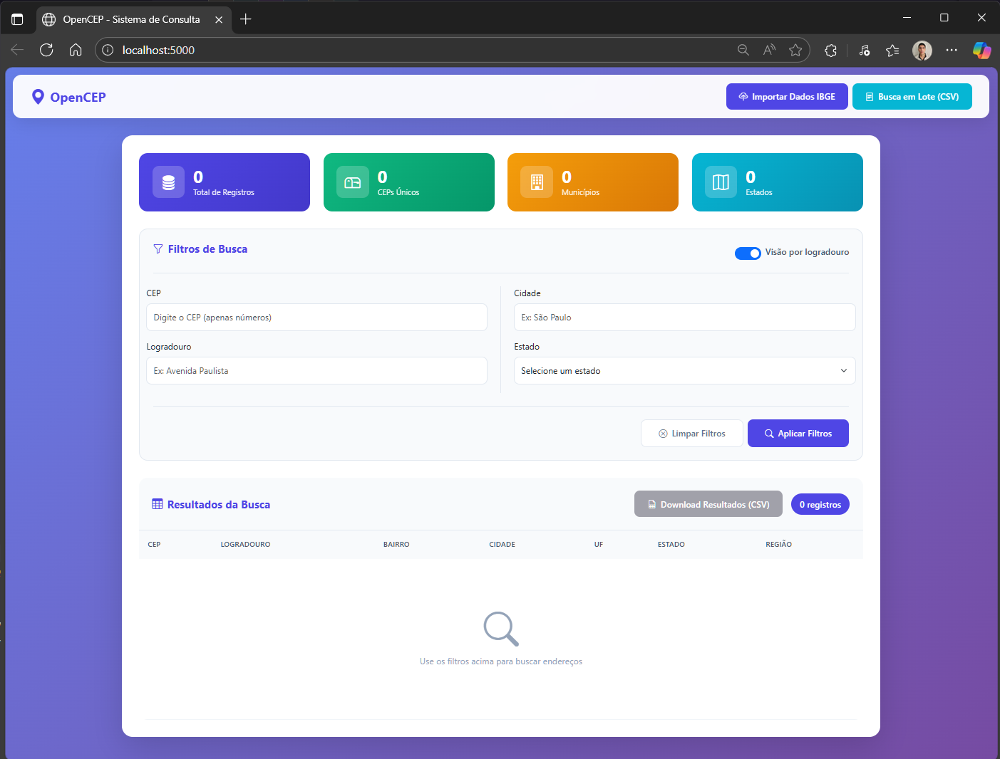 OpenCEP - Sistema de Consulta
localhost:5000
OpenCEP
Importar Dados IBGE
Busca em Lote (CSV)
0
Total de Registros
0
CEPs Únicos
0
Municípios
0
Estados
Filtros de Busca
Visão por logradouro
CEP
Cidade
Digite o CEP (apenas números)
Ex: São Paulo
Logradouro
Estado
Ex: Avenida Paulista
Selecione um estado
Limpar Filtros
Aplicar Filtros
Resultados da Busca
Download Resultados (CSV)
0 registros
CEP LOGRADOURO BAIRRO CIDADE UF ESTADO REGIÃO
Use os filtros acima para buscar endereços